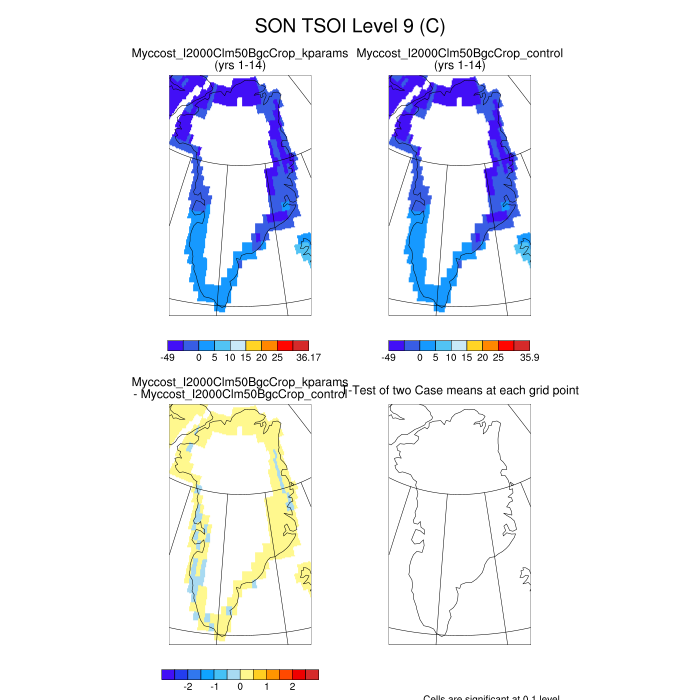 SON TSOI Level 9 (C)
Myccost_I2000Clm50BgcCrop_kparams
(yrs 1-14)
Myccost_I2000Clm50BgcCrop_control
(yrs 1-14)
-49 0 5 10 15 20 25 36.17
-49 0 5 10 15 20 25 35.9
Myccost_I2000Clm50BgcCrop_kparams
- Myccost_I2000Clm50BgcCrop_control
T-Test of two Case means at each grid point
-2 -1 0 1 2
Cells are significant at 0.1 level